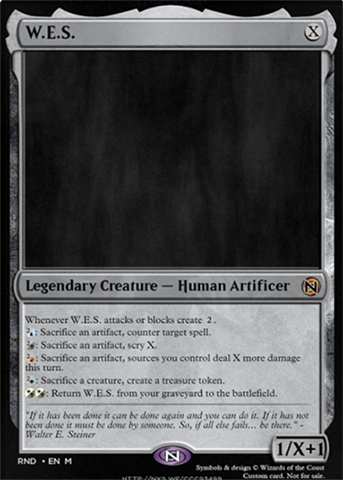 W.E.S. X
Legendary Creature — Human Artificer
Whenever W.E.S. attacks or blocks create 2.
: Sacrifice an artifact, counter target spell.
: Sacrifice an artifact, scry X.
: Sacrifice an artifact, sources you control deal X more damage
this turn.
: Sacrifice a creature, create a treasure token.
: Return W.E.S. from your graveyard to the battlefield.
"If it has been done it can be done again and you can do it. If it has
not been done it must be done by someone. So, if all else fails... be there." -
Walter E. Steiner
1/X+1
RND • EN M
Symbols & design © Wizards of the Coast
Custom card. Not for sale.